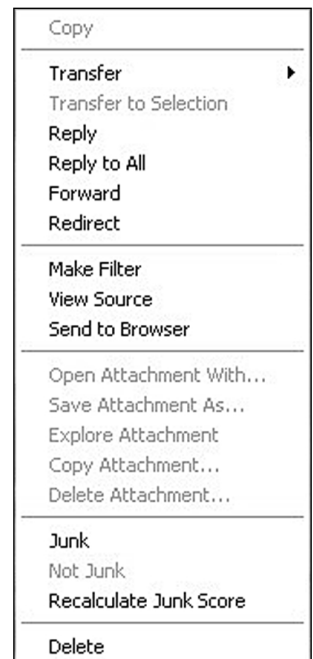 Copy
Transfer
Transfer to Selection
Reply
Reply to All
Forward
Redirect
Make Filter
View Source
Send to Browser
Open Attachment With...
Save Attachment As...
Explore Attachment
Copy Attachment...
Delete Attachment...
Junk
Not Junk
Recalculate Junk Score
Delete